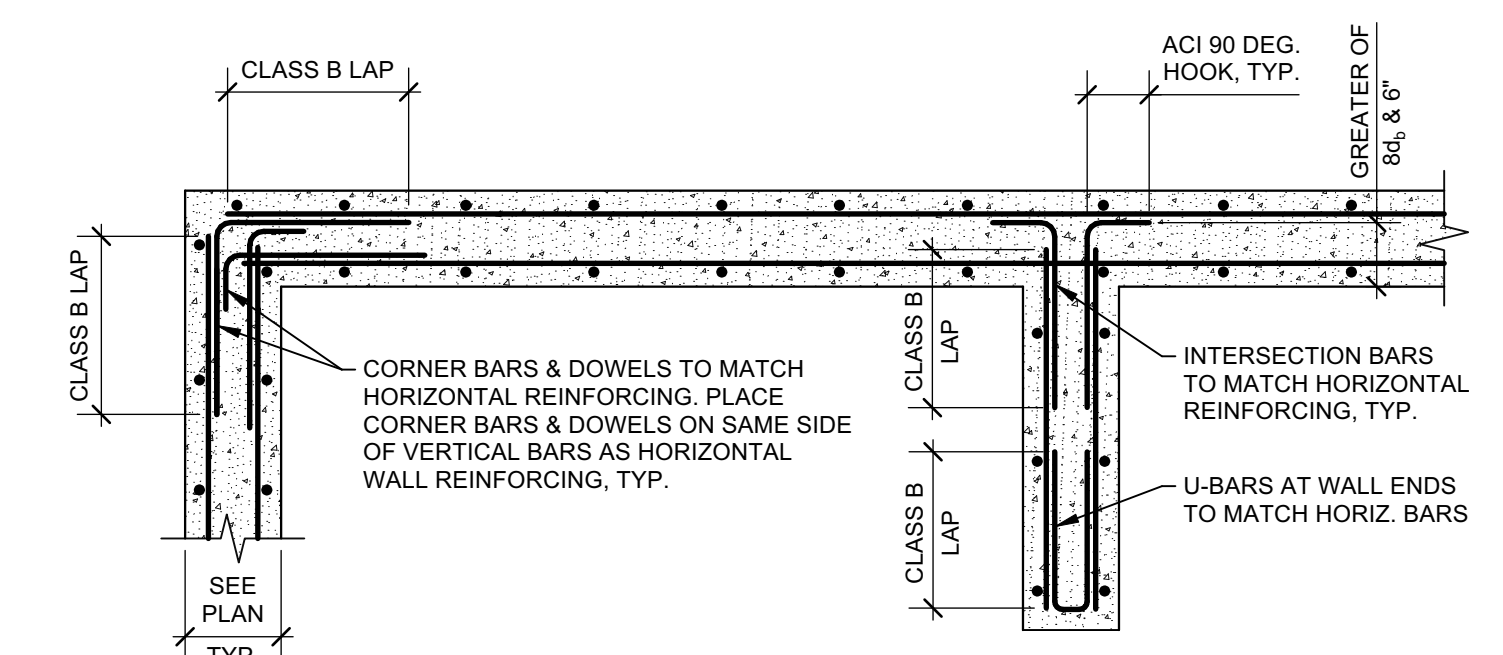 CLASS B LAP
ACI 90 DEG.
HOOK, TYP.
GREATER OF
8db & 6"
CLASS B LAP
CORNER BARS & DOWELS TO MATCH
HORIZONTAL REINFORCING. PLACE
CORNER BARS & DOWELS ON SAME SIDE
OF VERTICAL BARS AS HORIZONTAL
WALL REINFORCING, TYP.
CLASS B
LAP
INTERSECTION BARS
TO MATCH HORIZONTAL
REINFORCING, TYP.
CLASS B
LAP
U-BARS AT WALL ENDS
TO MATCH HORIZ. BARS
SEE
PLAN
TYP